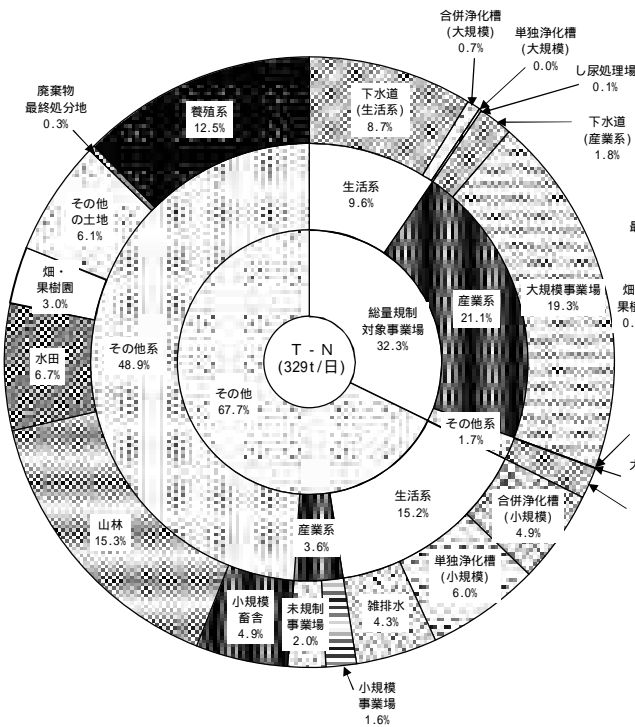 合併浄化槽
(大規模)
0.7%
単独浄化槽
(大規模)
0.0%
し尿処理場
0.1%
下水道
(産業系)
1.8%
廃棄物
最終処分地
0.3%
養殖系
12.5%
下水道
(生活系)
8.7%
生活系
9.6%
その他
の土地
6.1%
畑・
果樹園
3.0%
水田
6.7%
その他系
48.9%
その他
67.7%
T - N
(329t/日)
総量規制
対象事業場
32.3%
産業系
21.1%
大規模事業場
19.3%
その他系
1.7%
生活系
15.2%
合併浄化槽
(小規模)
4.9%
単独浄化槽
(小規模)
6.0%
山林
15.3%
産業系
3.6%
小規模
畜舎
4.9%
未規制
事業場
2.0%
雑排水
4.3%
小規模
事業場
1.6%
最
畑
果樹
0.